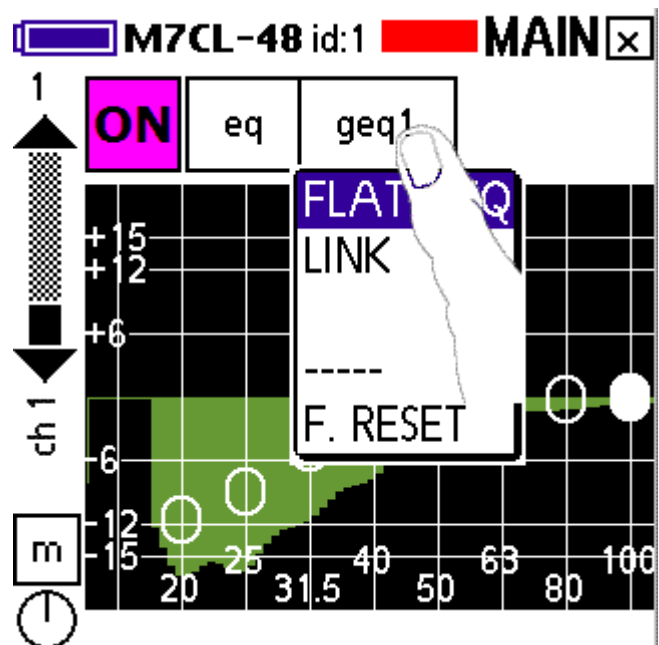 M7CL-48 id:1 MAIN x
1
ON eq geq1
FLAT Q
LINK
-----
F. RESET
+15
+12
+6
-6
-12
-15
ch 1
m
20 25 31.5 40 50 63 80 100